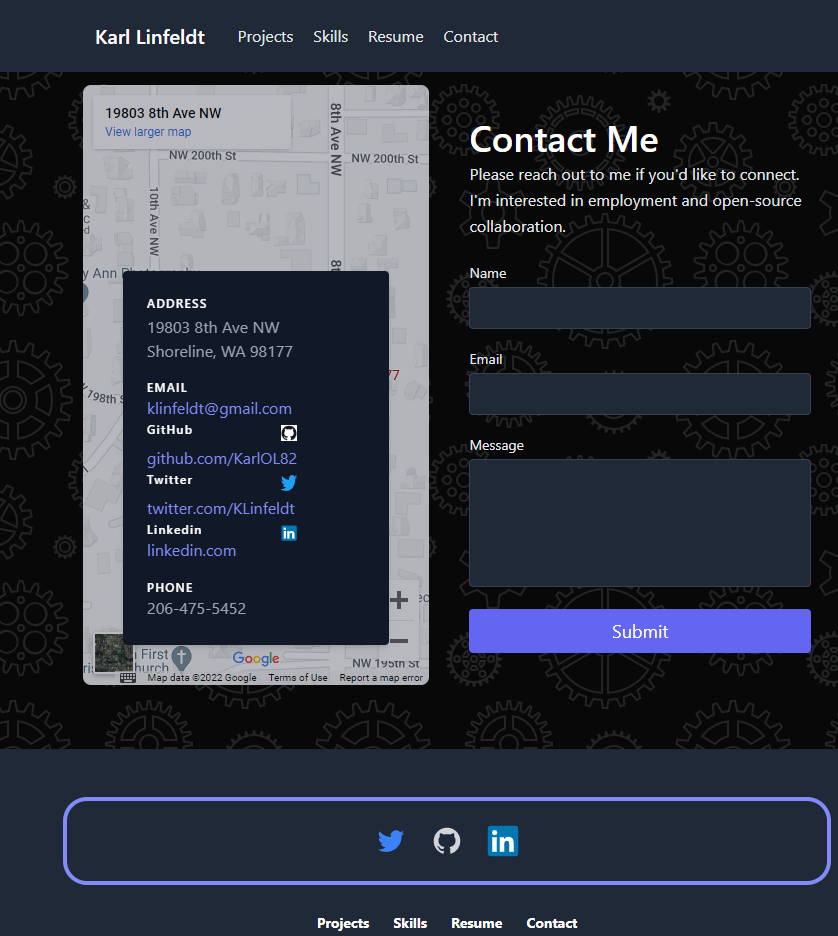 Karl Linfeldt
Projects
Skills
Resume
Contact
19803 8th Ave NW
View larger map
8th Ave NW
NW 200th St
NW 200th St
10th Ave NW
&
C
d
y Ann Photography
8t
ADDRESS
19803 8th Ave NW
Shoreline, WA 98177
77
EMAIL
klinfeldt@gmail.com
N 198th St
GitHub
github.com/KarlOL82
Twitter
twitter.com/KLinfeldt
Linkedin
in
linkedin.com
PHONE
206-475-5452
First
hurch
Google
NW 195th St
Map data ©2022 Google
Terms of Use
Report a map error
Contact Me
Please reach out to me if you'd like to connect.
I'm interested in employment and open-source
collaboration.
Name
Email
Message
Submit
in
Projects
Skills
Resume
Contact